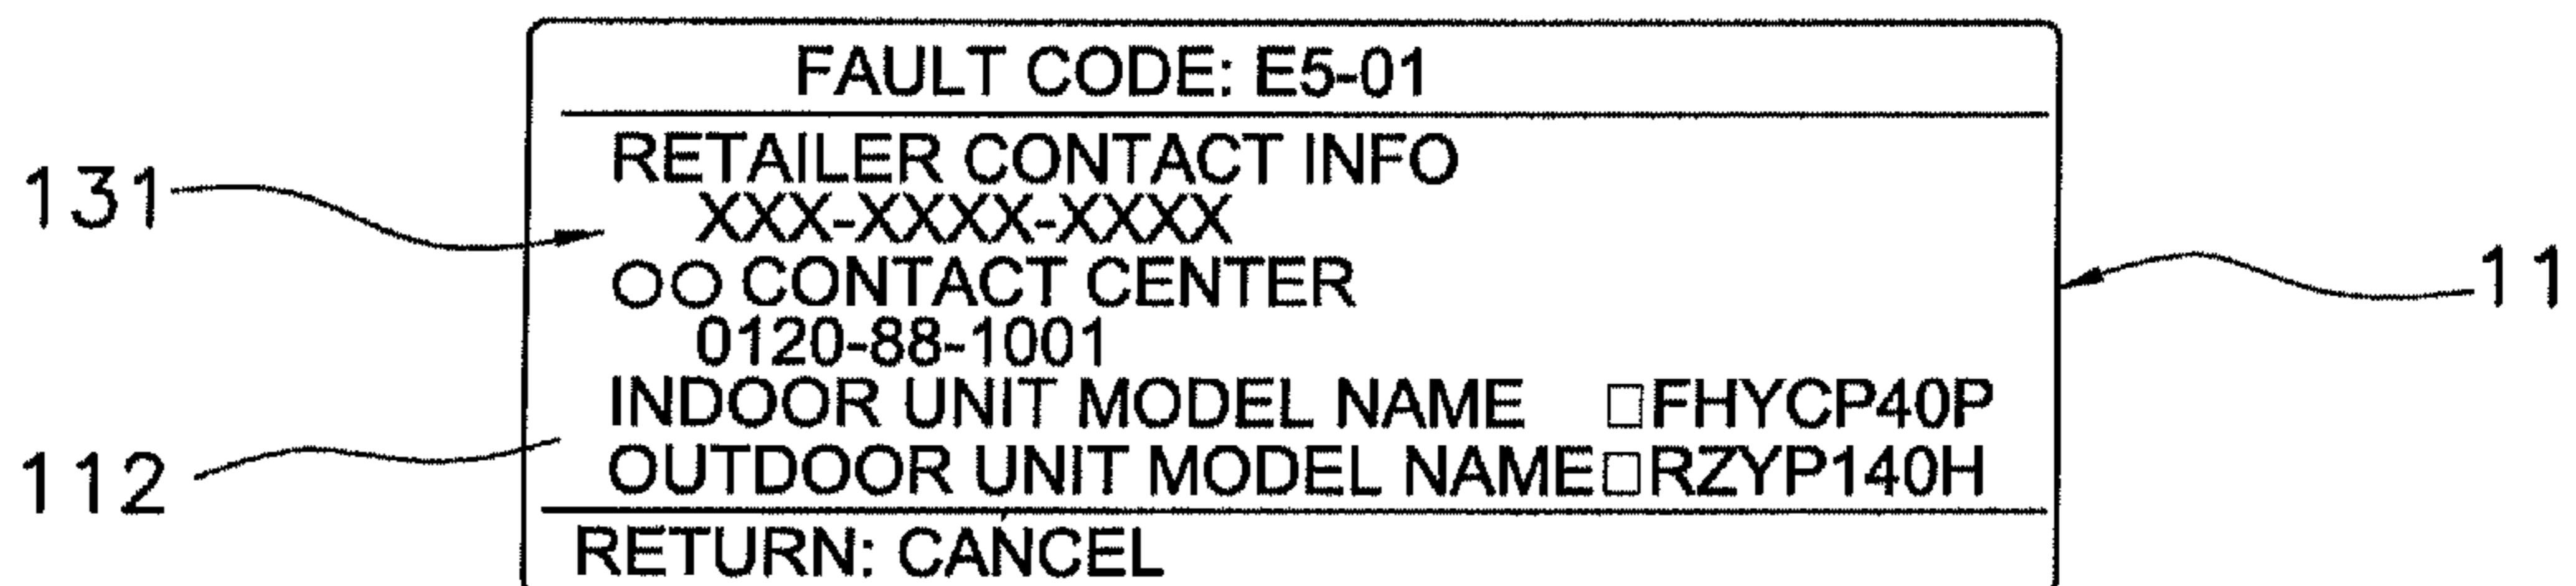 FAULT CODE: E5-01
RETAILER CONTACT INFO
XXX-XXXX-XXXX
○○ CONTACT CENTER
0120-88-1001
INDOOR UNIT MODEL NAME □FHYCP40P
OUTDOOR UNIT MODEL NAME□RZYP140H
RETURN: CANCEL
131
112
11